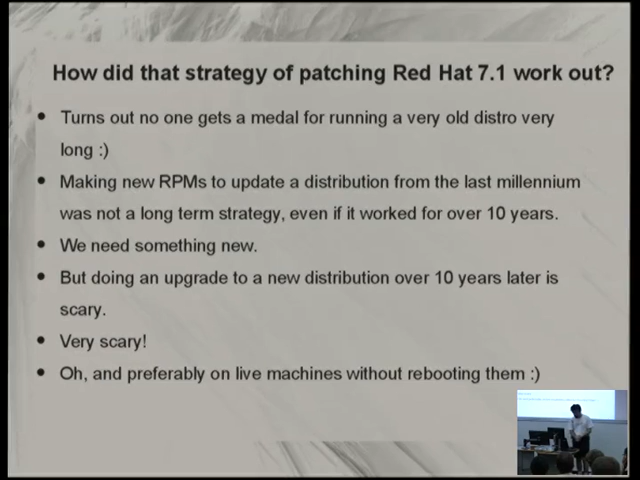 How did that strategy of patching Red Hat 7.1 work out?
Turns out no one gets a medal for running a very old distro very
long :)
Making new RPMs to update a distribution from the last millennium
was not a long term strategy, even if it worked for over 10 years.
We need something new.
But doing an upgrade to a new distribution over 10 years later is
scary.
Very scary!
Oh, and preferably on live machines without rebooting them :)